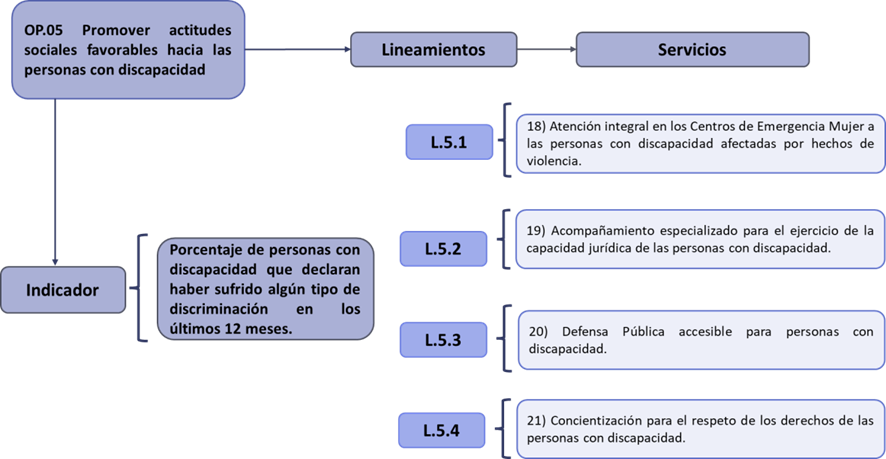 OP.05 Promover actitudes
sociales favorables hacia las
personas con discapacidad
Lineamientos
Servicios
L.5.1
18) Atención integral en los Centros de Emergencia Mujer a
las personas con discapacidad afectadas por hechos de
violencia.
L.5.2
19) Acompañamiento especializado para el ejercicio de la
capacidad jurídica de las personas con discapacidad.
Indicador
Porcentaje de personas con
discapacidad que declaran
haber sufrido algún tipo de
discriminación en los
últimos 12 meses.
L.5.3
20) Defensa Pública accesible para personas con
discapacidad.
L.5.4
21) Concientización para el respeto de los derechos de las
personas con discapacidad.